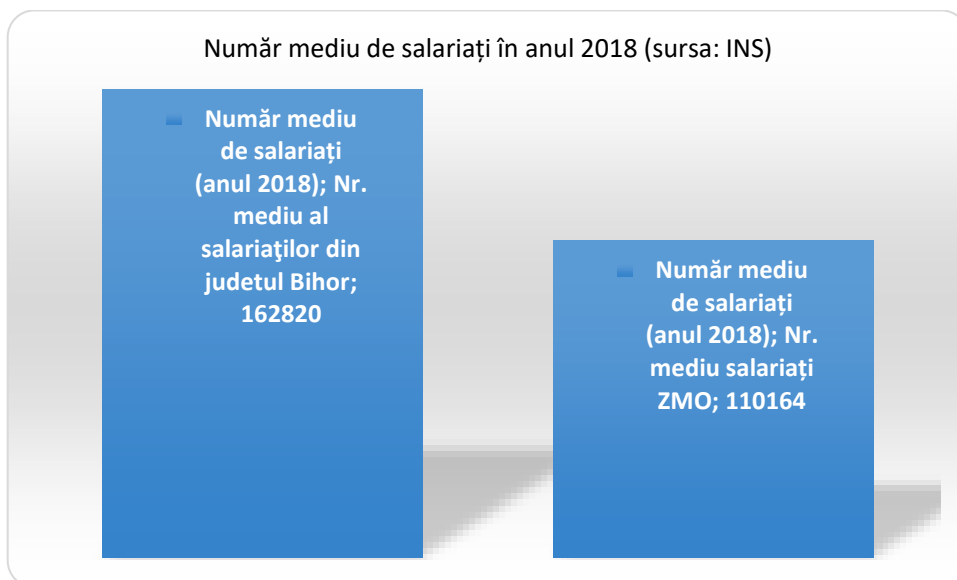 Număr mediu de salariați în anul 2018 (sursa: INS)
Număr mediu
de salariați
(anul 2018); Nr.
mediu al
salariaţilor din
judetul Bihor;
162820
Număr mediu
de salariați
(anul 2018); Nr.
mediu salariați
ZMO; 110164